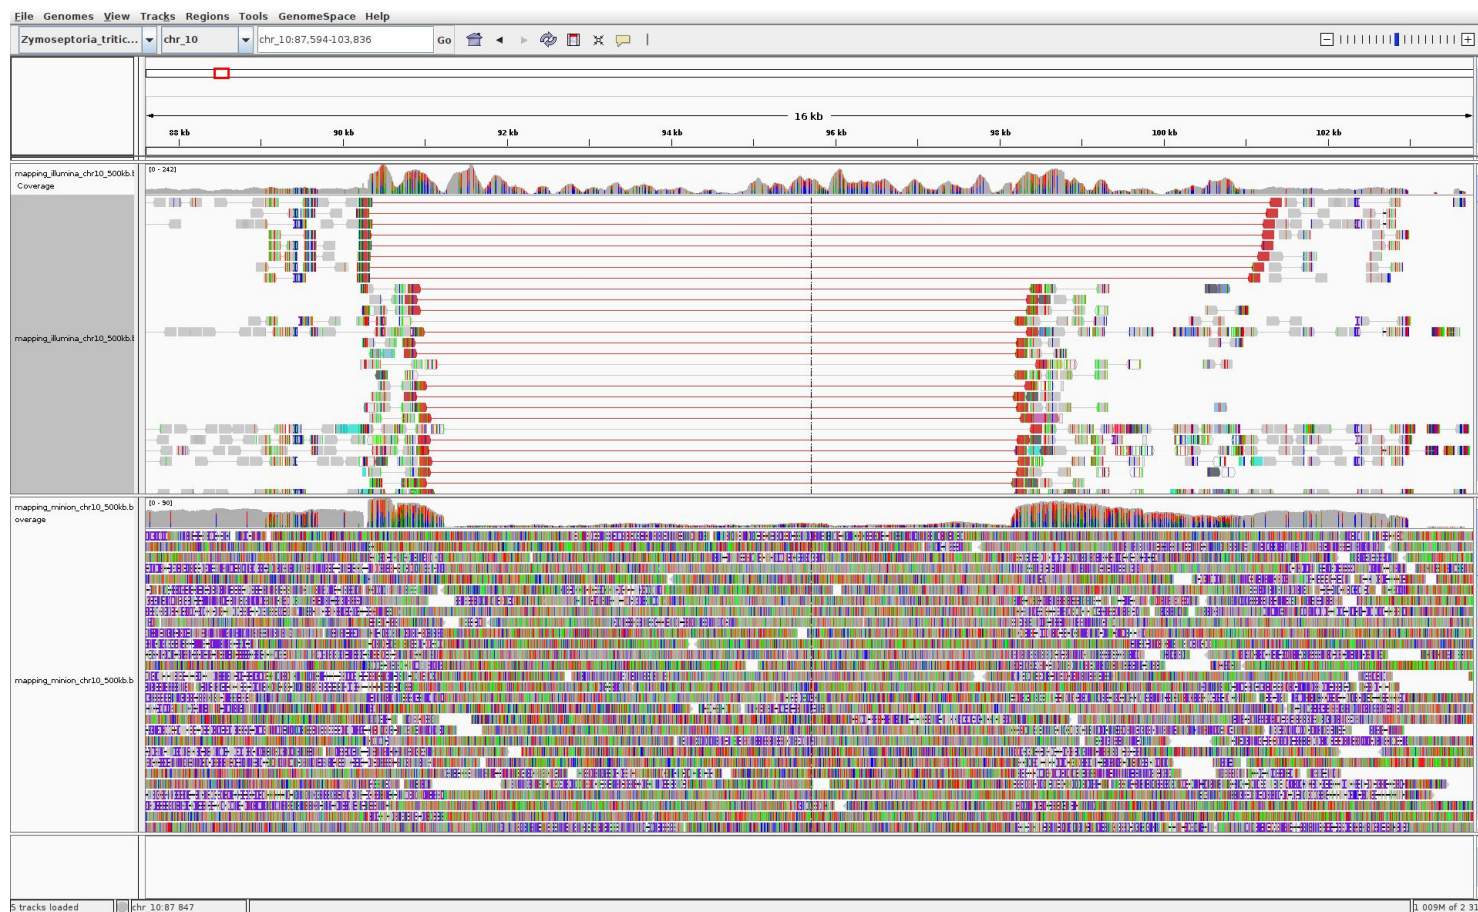 File Genomes View Tracks Regions Tools GenomeSpace Help
Zymoseptoria_tritic... chr_10 chr_10:87,594-103,836 Go
16 kb
88 kb 90 kb 92 kb 94 kb 96 kb 98 kb 100 kb 102 kb
mapping_illumina_chr10_500kb.b [0 - 242]
Coverage
mapping_illumina_chr10_500kb.b
mapping_minion_chr10_500kb.b [0 - 90]
overage
mapping_minion_chr10_500kb.b
5 tracks loaded chr_10:87 847 1 009M of 2 31